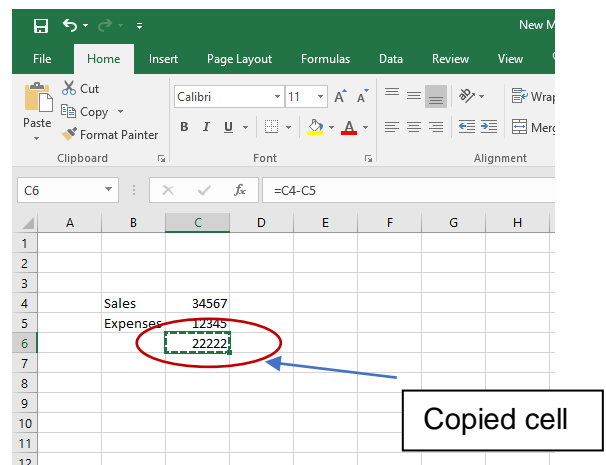 New M
File Home Insert Page Layout Formulas Data Review View
Cut
Copy
Format Painter
Paste
Calibri 11 A A
B I U A
Wrap
Merg
Clipboard Font Alignment
C6 fx =C4-C5
A B C D E F G H
1
2
3
4 Sales 34567
5 Expenses 12345
6 22222
7
8
9
10
11
12
Copied cell